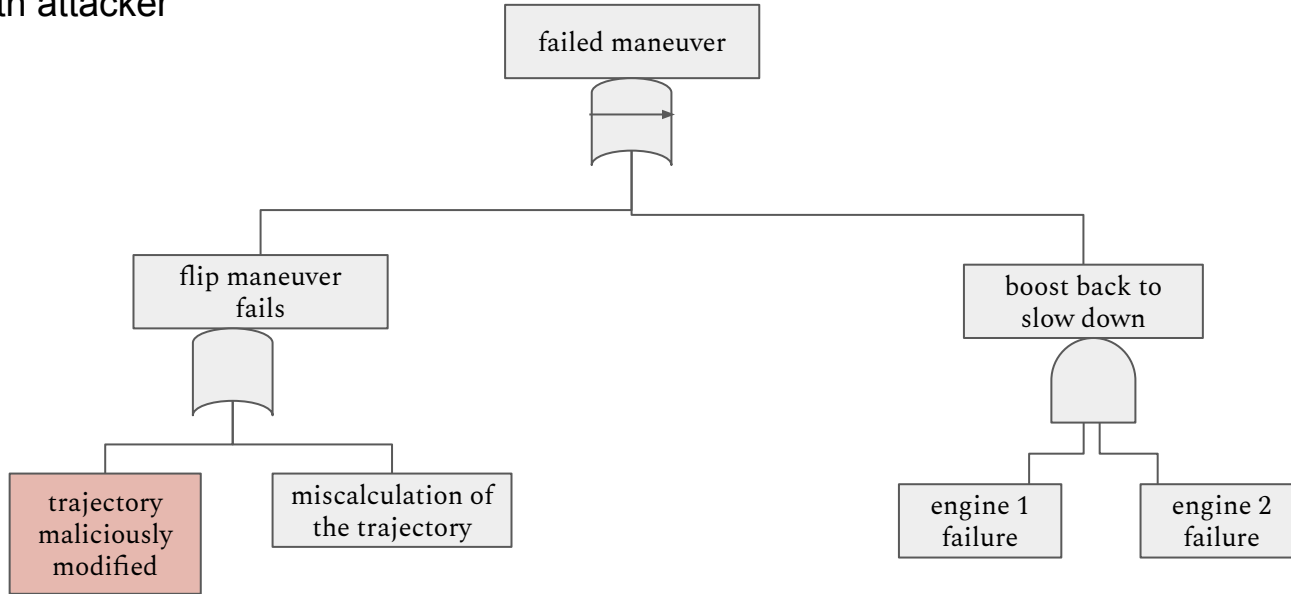 th attacker
failed maneuver
flip maneuver
fails
boost back to
slow down
trajectory
maliciously
modified
miscalculation of
the trajectory
engine 1
failure
engine 2
failure